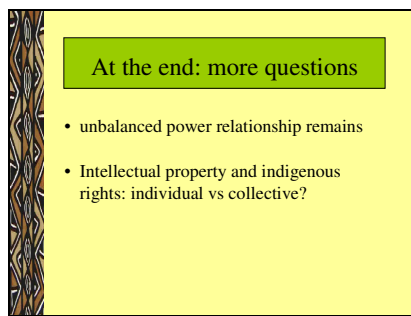 At the end: more questions
• unbalanced power relationship remains
• Intellectual property and indigenous
rights: individual vs collective?